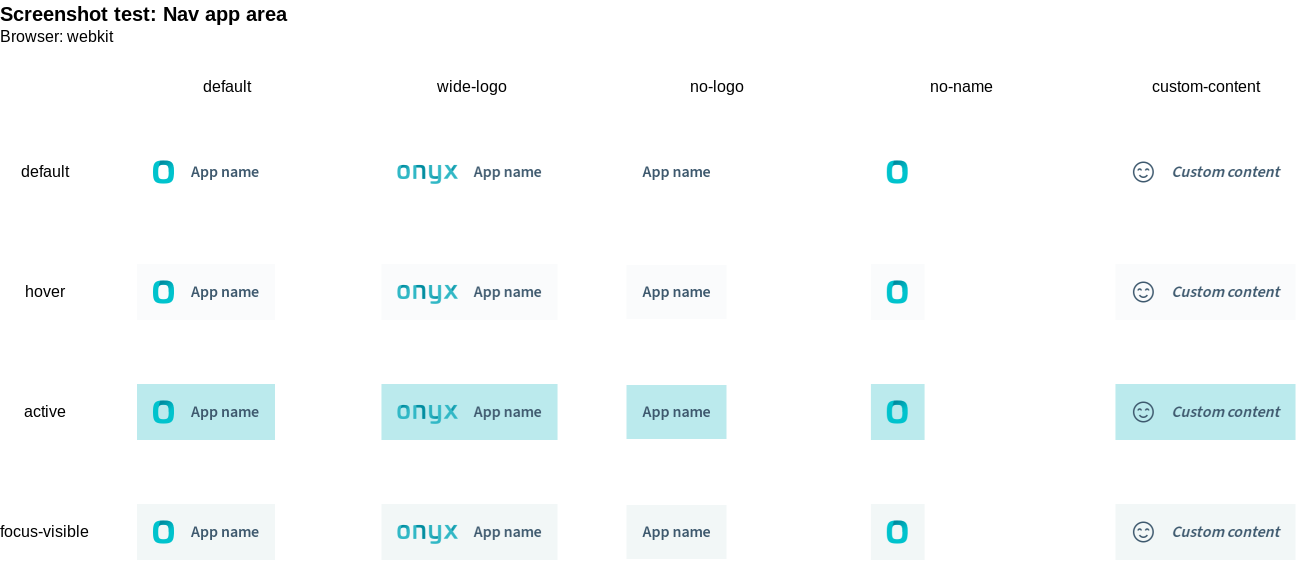 Screenshot test: Nav app area
Browser: webkit
default wide-logo no-logo no-name custom-content
default App name onyx App name App name Custom content
hover App name onyx App name App name Custom content
active App name onyx App name App name Custom content
focus-visible App name onyx App name App name Custom content